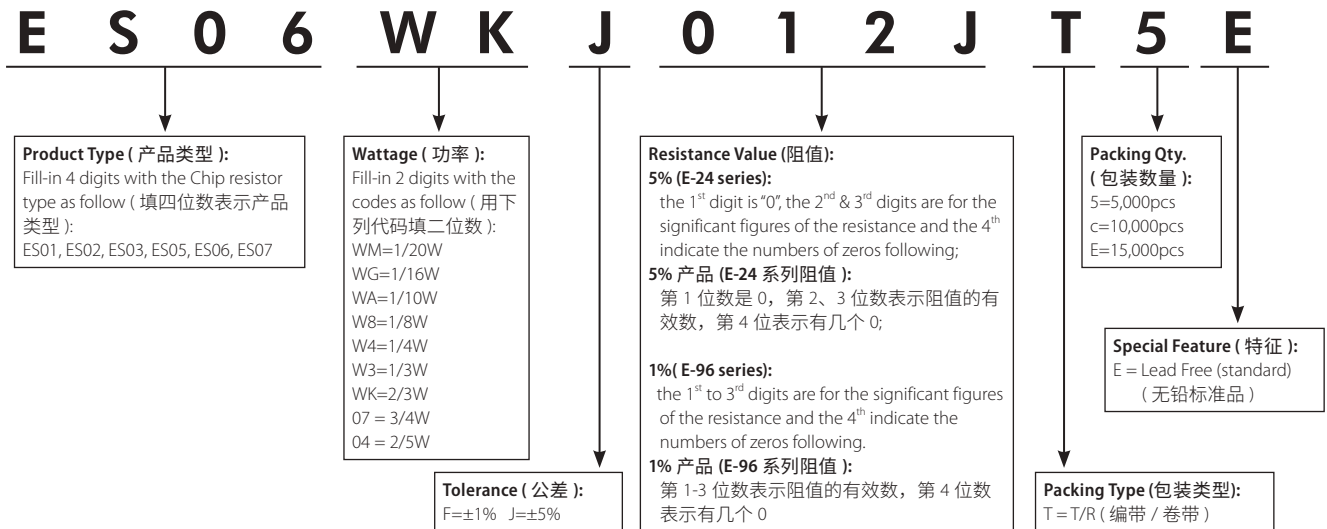 E S 0 6 W K J 0 1 2 J T 5 E
Product Type ( 产品类型 ):
Fill-in 4 digits with the Chip resistor
type as follow ( 填四位数表示产品
类型 ):
ES01, ES02, ES03, ES05, ES06, ES07
Wattage ( 功率 ):
Fill-in 2 digits with the
codes as follow ( 用下
列代码填二位数 ):
WM=1/20W
WG=1/16W
WA=1/10W
W8=1/8W
W4=1/4W
W3=1/3W
WK=2/3W
07 = 3/4W
04 = 2/5W
Tolerance ( 公差 ):
F=±1% J=±5%
Resistance Value (阻值):
5% (E-24 series):
the 1st digit is “0”, the 2nd & 3rd digits are for the
significant figures of the resistance and the 4th
indicate the numbers of zeros following;
5% 产品 (E-24 系列阻值 ):
第 1 位数是 0，第 2、3 位数表示阻值的有
效数，第 4 位表示有几个 0;
1%( E-96 series):
the 1st to 3rd digits are for the significant figures
of the resistance and the 4th indicate the
numbers of zeros following.
1% 产品 (E-96 系列阻值 ):
第 1-3 位数表示阻值的有效数，第 4 位数
表示有几个 0
Packing Qty.
( 包装数量 ):
5=5,000pcs
c=10,000pcs
E=15,000pcs
Special Feature ( 特征 ):
E = Lead Free (standard)
( 无铅标准品 )
Packing Type (包装类型):
T = T/R ( 编带 / 卷带 )